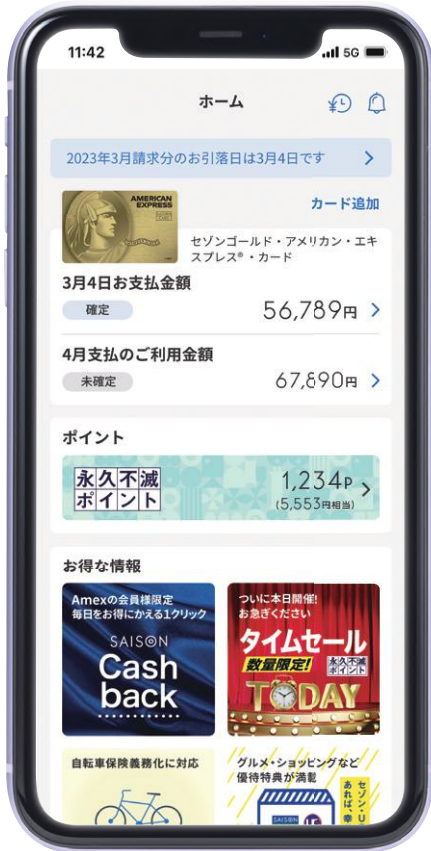 11:42
5G
ホーム
2023年3月請求分のお引落日は3月4日です
AMERICAN
EXPRESS
カード追加
セゾンゴールド・アメリカン・エキ
スプレス®・カード
3月4日お支払金額
確定
56,789円
4月支払のご利用金額
未確定
67,890円
ポイント
永久不滅
ポイント
1,234P
(5,553円相当)
お得な情報
Amexの会員様限定
毎日をお得にかえる1クリック
SAISON
Cash
back
ついに本日開催!
お急ぎください
タイムセール
数量限定!
永久不滅
ポイント
TODAY
自転車保険義務化に対応
グルメ・ショッピングなど
優待特典が満載
SAISON
セゾン・U
あれば、幸